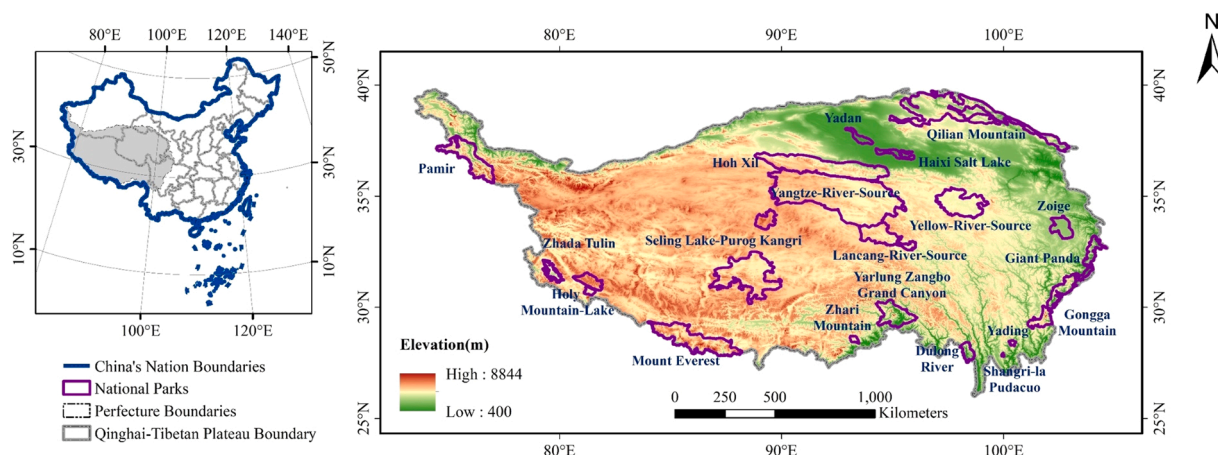 80°E 100°E 120°E 140°E
50°N
30°N
30°N
10°N
10°N
100°E 120°E
China's Nation Boundaries
National Parks
Perfecture Boundaries
Qinghai-Tibetan Plateau Boundary
N
80°E 90°E 100°E
40°N
40°N
35°N
35°N
30°N
30°N
25°N
25°N
80°E 90°E 100°E
Yadan
Qilian Mountain
Haixi Salt Lake
Hoh Xil
Pamir
Yangtze-River-Source
Zoige
Yellow-River-Source
Zhada Tulin
Seling Lake-Purog Kangri
Lancang-River-Source
Giant Panda
Yarlung Zangbo
Grand Canyon
Holy
Mountain-Lake
Zhari
Mountain
Gongga
Mountain
Yading
Dulong
River
Mount Everest
Shangri-la
Pudacuo
Elevation(m)
High : 8844
Low : 400
0 250 500 1,000
Kilometers